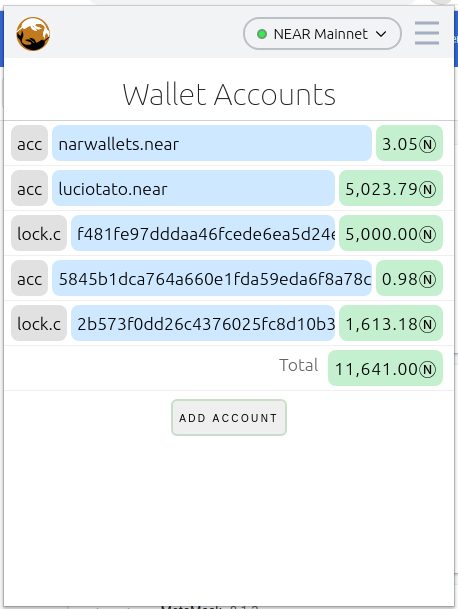 NEAR Mainnet
Wallet Accounts
acc narwallets.near 3.05Ⓝ
acc luciotato.near 5,023.79Ⓝ
lock.c f481fe97dddaa46fcede6ea5d24e 5,000.00Ⓝ
acc 5845b1dca764a660e1fda59eda6f8a78c 0.98Ⓝ
lock.c 2b573f0dd26c4376025fc8d10b3 1,613.18Ⓝ
Total 11,641.00Ⓝ
ADD ACCOUNT